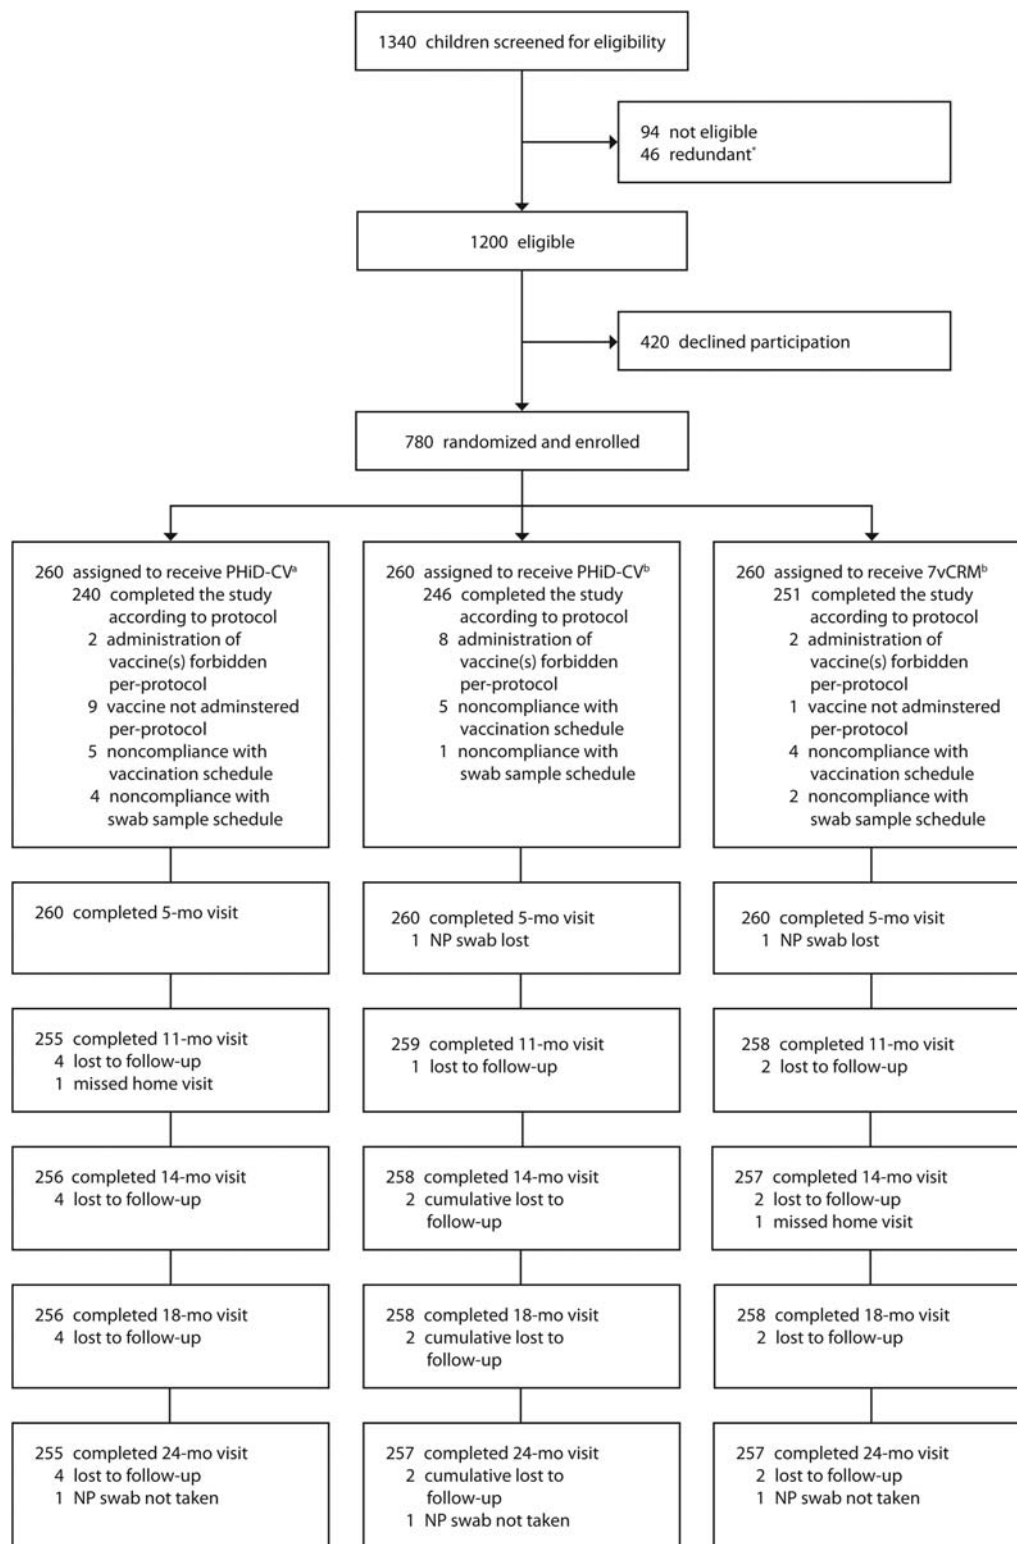 1340 children screened for eligibility
94 not eligible
46 redundant*
1200 eligible
420 declined participation
780 randomized and enrolled
260 assigned to receive PHiD-CVᵃ
240 completed the study
according to protocol
2 administration of
vaccine(s) forbidden
per-protocol
9 vaccine not adminstered
per-protocol
5 noncompliance with
vaccination schedule
4 noncompliance with
swab sample schedule
260 assigned to receive PHiD-CVᵇ
246 completed the study
according to protocol
8 administration of
vaccine(s) forbidden
per-protocol
5 noncompliance with
vaccination schedule
1 noncompliance with
swab sample schedule
260 assigned to receive 7vCRMᵇ
251 completed the study
according to protocol
2 administration of
vaccine(s) forbidden
per-protocol
1 vaccine not adminstered
per-protocol
4 noncompliance with
vaccination schedule
2 noncompliance with
swab sample schedule
260 completed 5-mo visit
260 completed 5-mo visit
1 NP swab lost
260 completed 5-mo visit
1 NP swab lost
255 completed 11-mo visit
4 lost to follow-up
1 missed home visit
259 completed 11-mo visit
1 lost to follow-up
258 completed 11-mo visit
2 lost to follow-up
256 completed 14-mo visit
4 lost to follow-up
258 completed 14-mo visit
2 cumulative lost to
follow-up
257 completed 14-mo visit
2 lost to follow-up
1 missed home visit
256 completed 18-mo visit
4 lost to follow-up
258 completed 18-mo visit
2 cumulative lost to
follow-up
258 completed 18-mo visit
2 lost to follow-up
255 completed 24-mo visit
4 lost to follow-up
1 NP swab not taken
257 completed 24-mo visit
2 cumulative lost to
follow-up
1 NP swab not taken
257 completed 24-mo visit
2 lost to follow-up
1 NP swab not taken